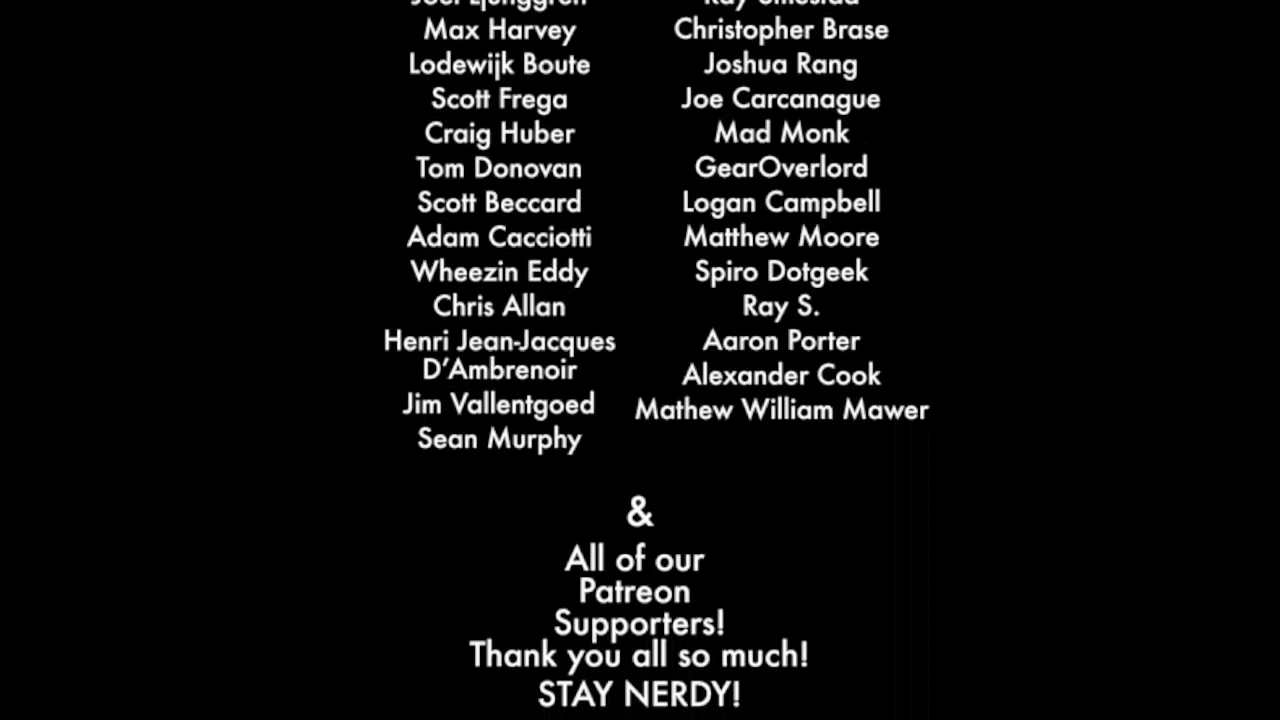 Max Harvey
Lodewijk Boute
Scott Frega
Craig Huber
Tom Donovan
Scott Beccard
Adam Cacciotti
Wheezin Eddy
Chris Allan
Henri Jean-Jacques
D'Ambrenoir
Jim Vallentgoed
Sean Murphy
Christopher Brase
Joshua Rang
Joe Carcanague
Mad Monk
GearOverlord
Logan Campbell
Matthew Moore
Spiro Dotgeek
Ray S.
Aaron Porter
Alexander Cook
Mathew William Mawer
&
All of our
Patreon
Supporters!
Thank you all so much!
STAY NERDY!